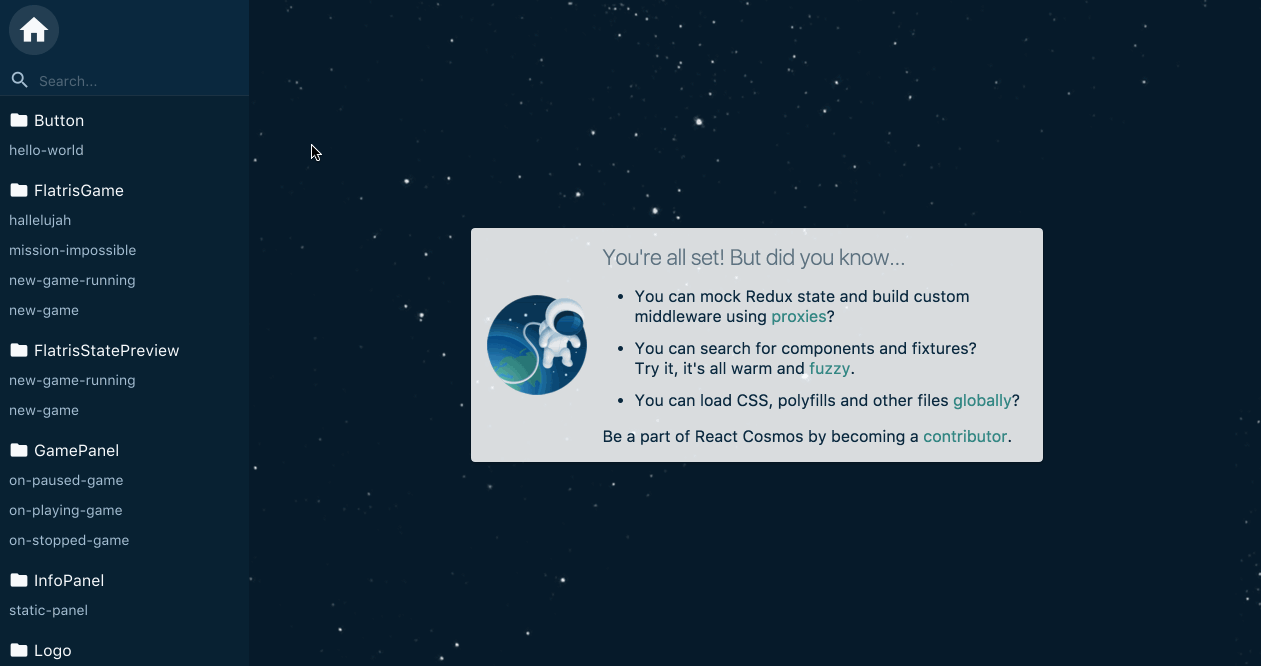 Search...
Button
hello-world
FlatrisGame
hallelujah
mission-impossible
new-game-running
new-game
FlatrisStatePreview
new-game-running
new-game
GamePanel
on-paused-game
on-playing-game
on-stopped-game
InfoPanel
static-panel
Logo
You're all set! But did you know...
• You can mock Redux state and build custom
middleware using proxies?
• You can search for components and fixtures?
Try it, it's all warm and fuzzy.
• You can load CSS, polyfills and other files globally?
Be a part of React Cosmos by becoming a contributor.